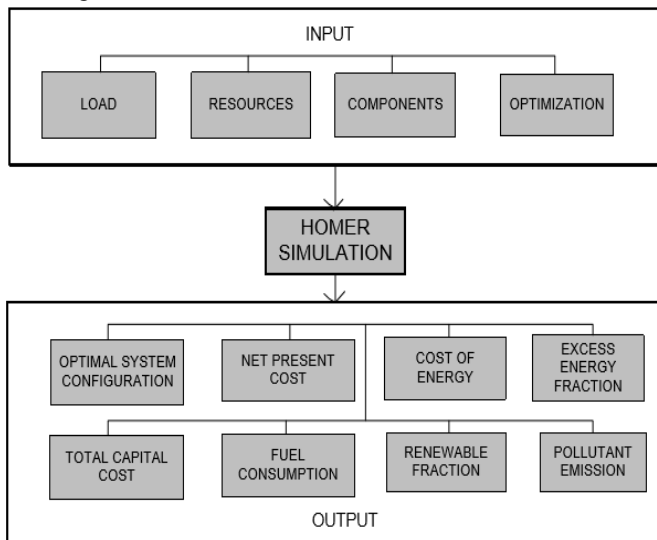 INPUT
LOAD
RESOURCES
COMPONENTS
OPTIMIZATION
HOMER
SIMULATION
OPTIMAL SYSTEM
CONFIGURATION
NET PRESENT
COST
COST OF
ENERGY
EXCESS
ENERGY
FRACTION
TOTAL CAPITAL
COST
FUEL
CONSUMPTION
RENEWABLE
FRACTION
POLLUTANT
EMISSION
OUTPUT